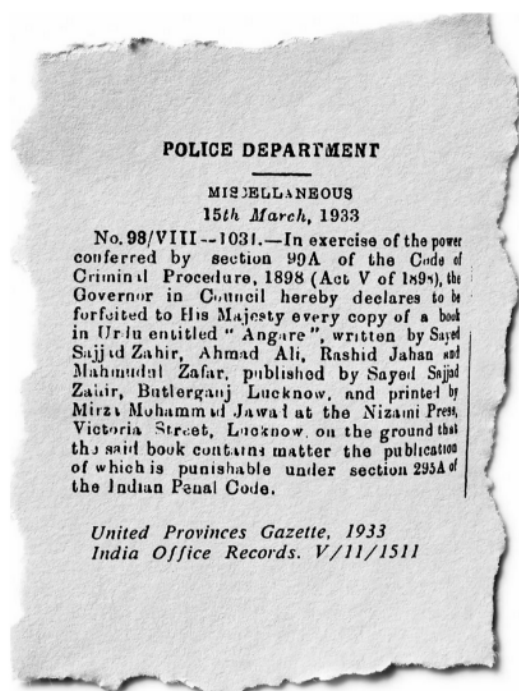 POLICE DEPARTMENT
MISCELLANEOUS
15th March, 1933
No. 98/VIII--1031.—In exercise of the power
conferred by section 99A of the Code of
Criminal Procedure, 1898 (Act V of 1898), the
Governor in Council hereby declares to be
forfeited to His Majesty every copy of a book
in Urdu entitled " Angare ", written by Sayed
Sajjad Zahir, Ahmad Ali, Rashid Jahan and
Mahmudul Zafar, published by Sayed Sajjad
Zahir, Butlerganj Lucknow, and printed by
Mirza Mohammad Jawad at the Nizami Press,
Victoria Street, Lucknow, on the ground that
the said book contains matter the publication
of which is punishable under section 295A of
the Indian Penal Code.
United Provinces Gazette, 1933
India Office Records. V/11/1511